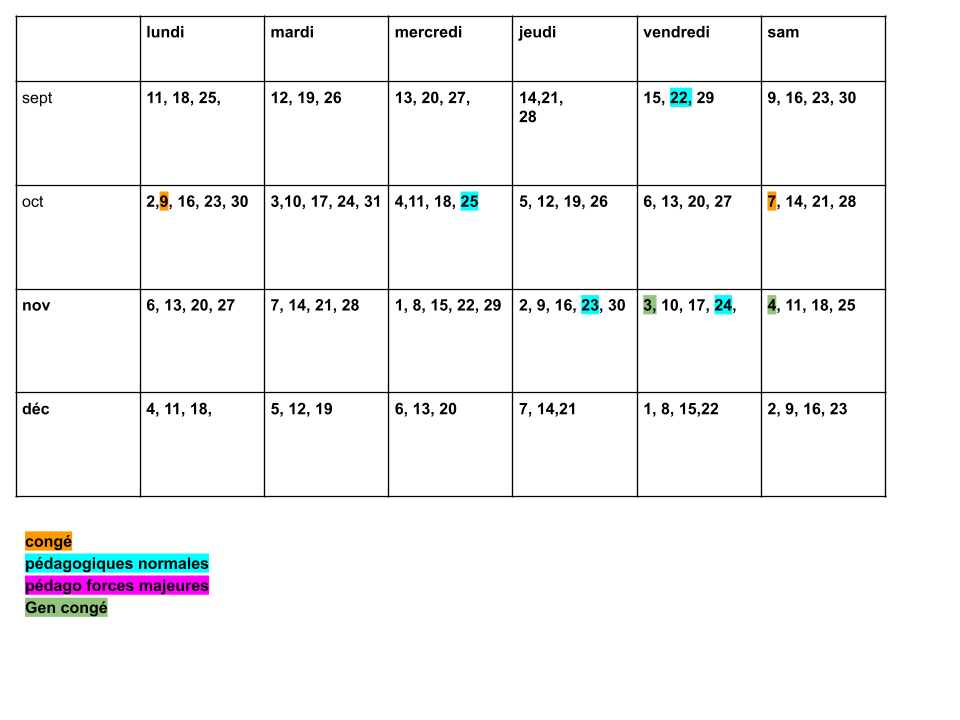 lundi mardi mercredi jeudi vendredi sam
sept 11, 18, 25, 12, 19, 26 13, 20, 27, 14,21, 15, 22, 29 9, 16, 23, 30
28
oct 2,9, 16, 23, 30 3,10, 17, 24, 31 4,11, 18, 25 5, 12, 19, 26 6, 13, 20, 27 7, 14, 21, 28
nov 6, 13, 20, 27 7, 14, 21, 28 1, 8, 15, 22, 29 2, 9, 16, 23, 30 3, 10, 17, 24, 4, 11, 18, 25
déc 4, 11, 18, 5, 12, 19 6, 13, 20 7, 14,21 1, 8, 15,22 2, 9, 16, 23
congé
pédagogiques normales
pédago forces majeures
Gen congé